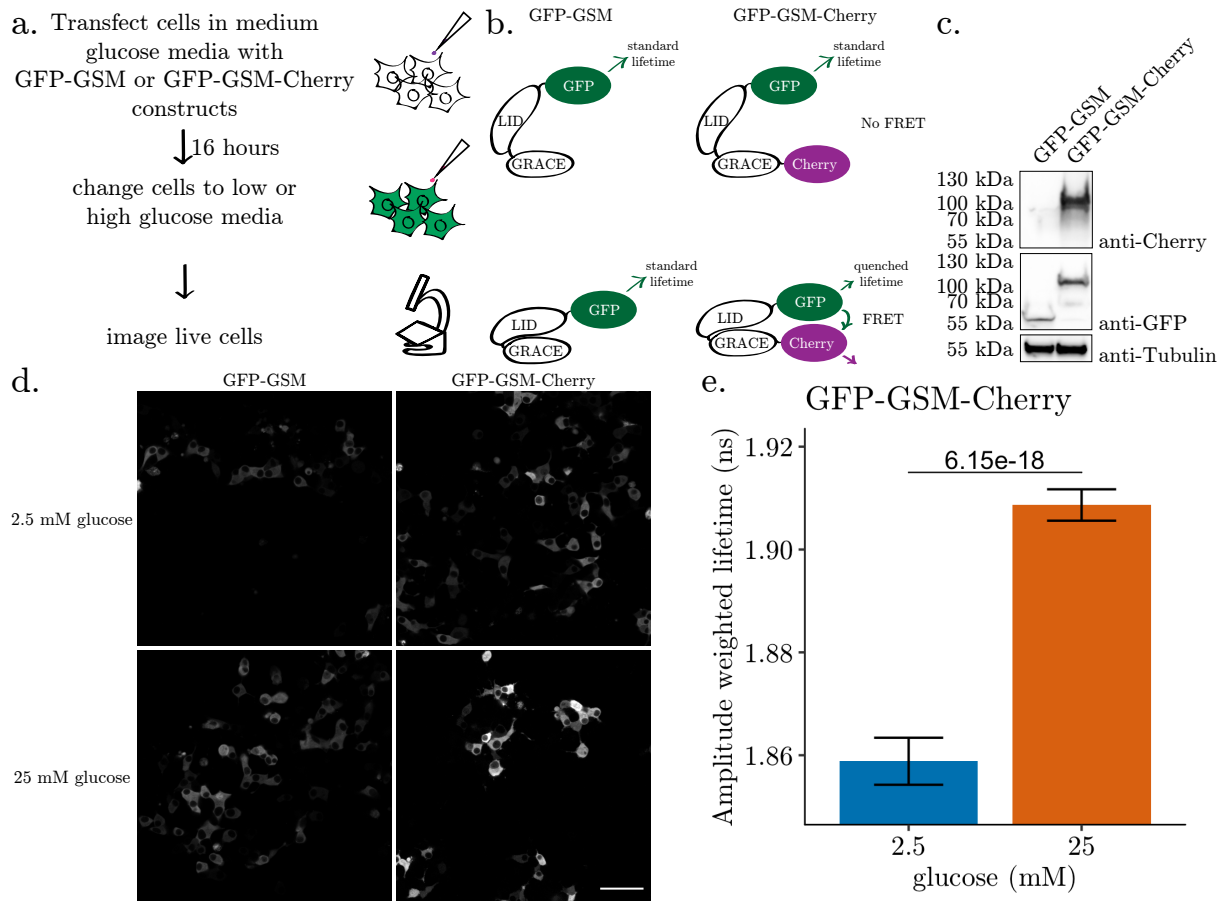 a.
Transfect cells in medium
glucose media with
GFP-GSM or GFP-GSM-Cherry
constructs
16 hours
change cells to low or
high glucose media
image live cells
b.
GFP-GSM
GFP-GSM-Cherry
standard
lifetime
GFP
LID
GRACE
standard
lifetime
GFP
LID
No FRET
GRACE
Cherry
standard
lifetime
GFP
LID
GRACE
quenched
lifetime
GFP
LID
FRET
GRACE
Cherry
c.
GFP-GSM
GFP-GSM-Cherry
130 kDa
100 kDa
70 kDa
55 kDa
anti-Cherry
130 kDa
100 kDa
70 kDa
55 kDa
anti-GFP
55 kDa
anti-Tubulin
d.
GFP-GSM
GFP-GSM-Cherry
2.5 mM glucose
25 mM glucose
e.
GFP-GSM-Cherry
Amplitude weighted lifetime (ns)
1.92
1.90
1.88
1.86
6.15e-18
2.5
25
glucose (mM)